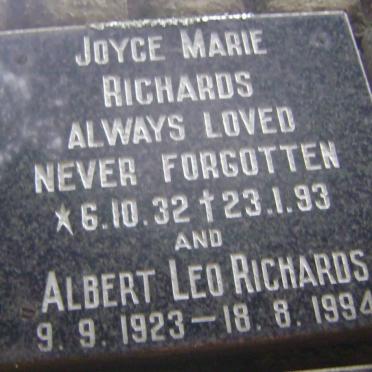 JOYCE MARIE
RICHARDS
ALWAYS LOVED
NEVER FORGOTTEN
*6.10.32 †23.1.93
AND
ALBERT LEO RICHARDS
9. 9. 1923 — 18. 8. 1994